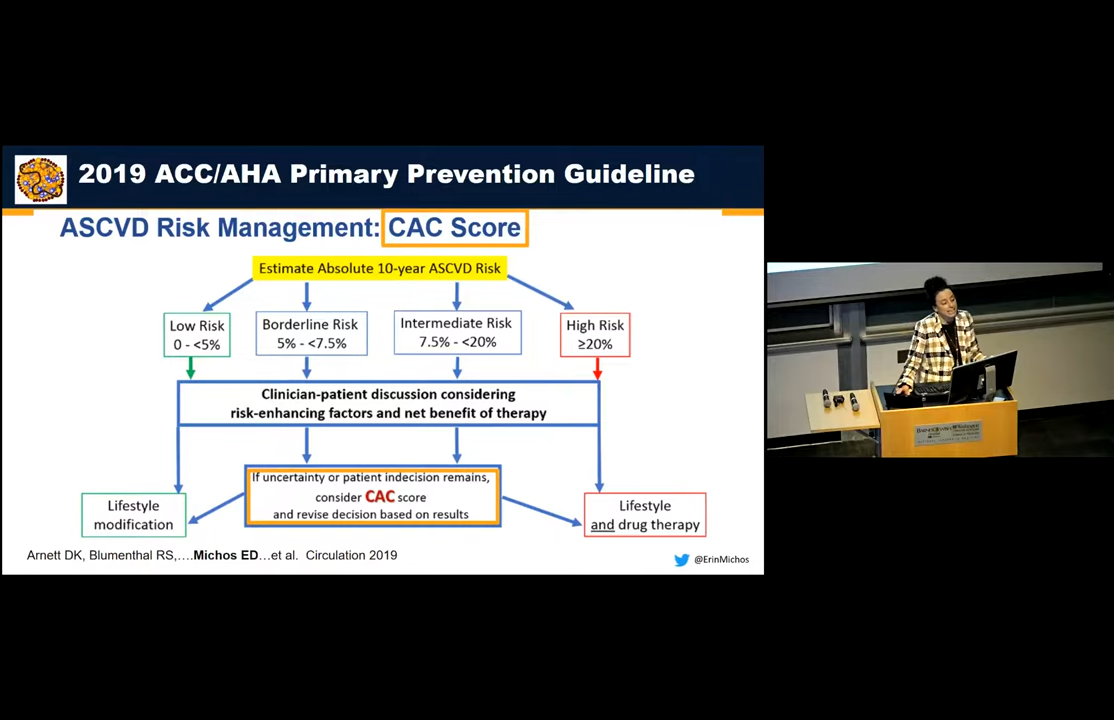 2019 ACC/AHA Primary Prevention Guideline
ASCVD Risk Management: CAC Score
Estimate Absolute 10-year ASCVD Risk
Low Risk
0 - <5%
Borderline Risk
5% - <7.5%
Intermediate Risk
7.5% - <20%
High Risk
≥20%
Clinician-patient discussion considering
risk-enhancing factors and net benefit of therapy
If uncertainty or patient indecision remains,
consider CAC score
and revise decision based on results
Lifestyle
modification
Lifestyle
and drug therapy
Arnett DK, Blumenthal RS,....Michos ED...et al. Circulation 2019
@ErinMichos